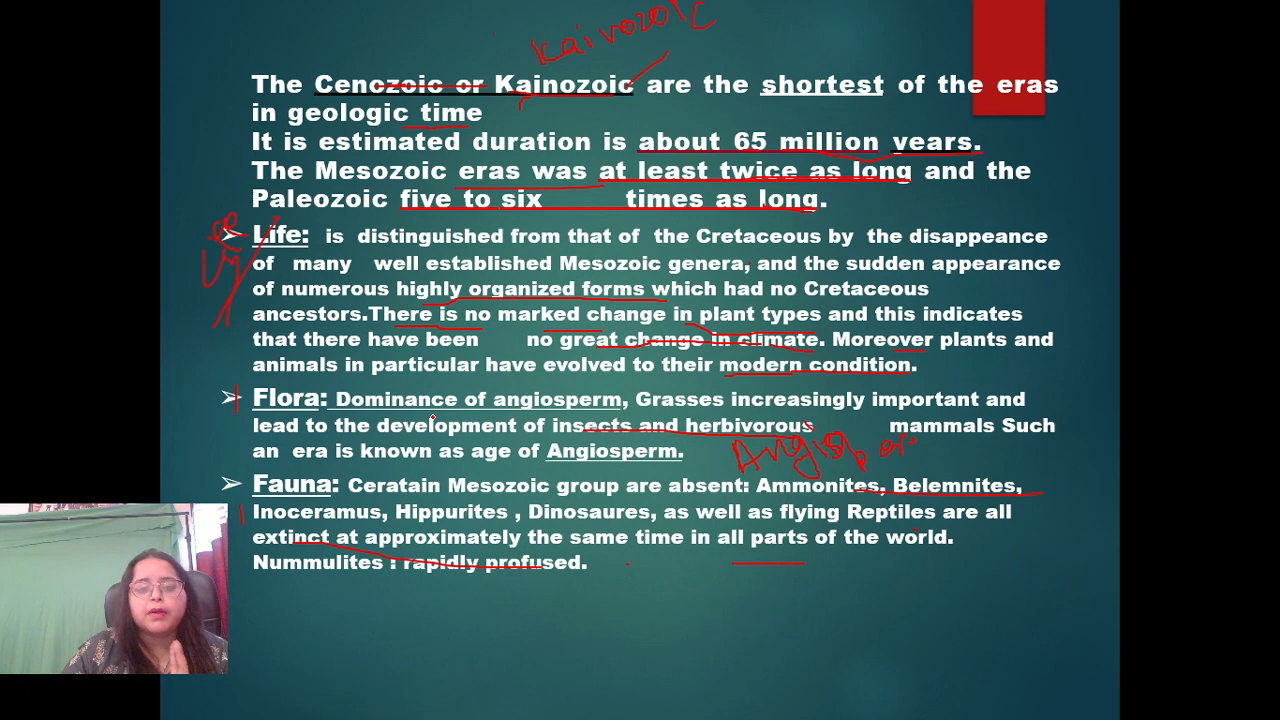 Kainozoic
The Cenozoic or Kainozoic are the shortest of the eras
in geologic time
It is estimated duration is about 65 million years.
The Mesozoic eras was at least twice as long and the
Paleozoic five to six times as long.
Life: is distinguished from that of the Cretaceous by the disappeance
of many well established Mesozoic genera, and the sudden appearance
of numerous highly organized forms which had no Cretaceous
ancestors.There is no marked change in plant types and this indicates
that there have been no great change in climate. Moreover plants and
animals in particular have evolved to their modern condition.
Flora: Dominance of angiosperm, Grasses increasingly important and
lead to the development of insects and herbivorous mammals Such
an era is known as age of Angiosperm.
Angiosper
Fauna: Ceratain Mesozoic group are absent: Ammonites, Belemnites,
Inoceramus, Hippurites , Dinosaures, as well as flying Reptiles are all
extinct at approximately the same time in all parts of the world.
Nummulites : rapidly profused.